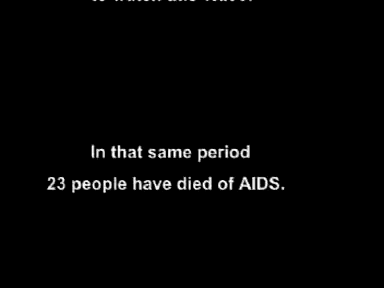 In that same period
23 people have died of AIDS.